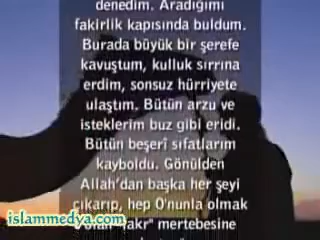 denedim. Aradığımı
fakirlik kapısında buldum.
Burada büyük bir şerefe
kavuştum, kulluk sırrına
erdim, sonsuz hürriyete
ulaştım. Bütün arzu ve
isteklerim buz gibi eridi.
Bütün beşerî sıfatlarım
kayboldu. Gönülden
Allah'dan başka her şeyi
çıkarıp, hep O'nunla olmak
olan "fakr" mertebesine
islammedya.com